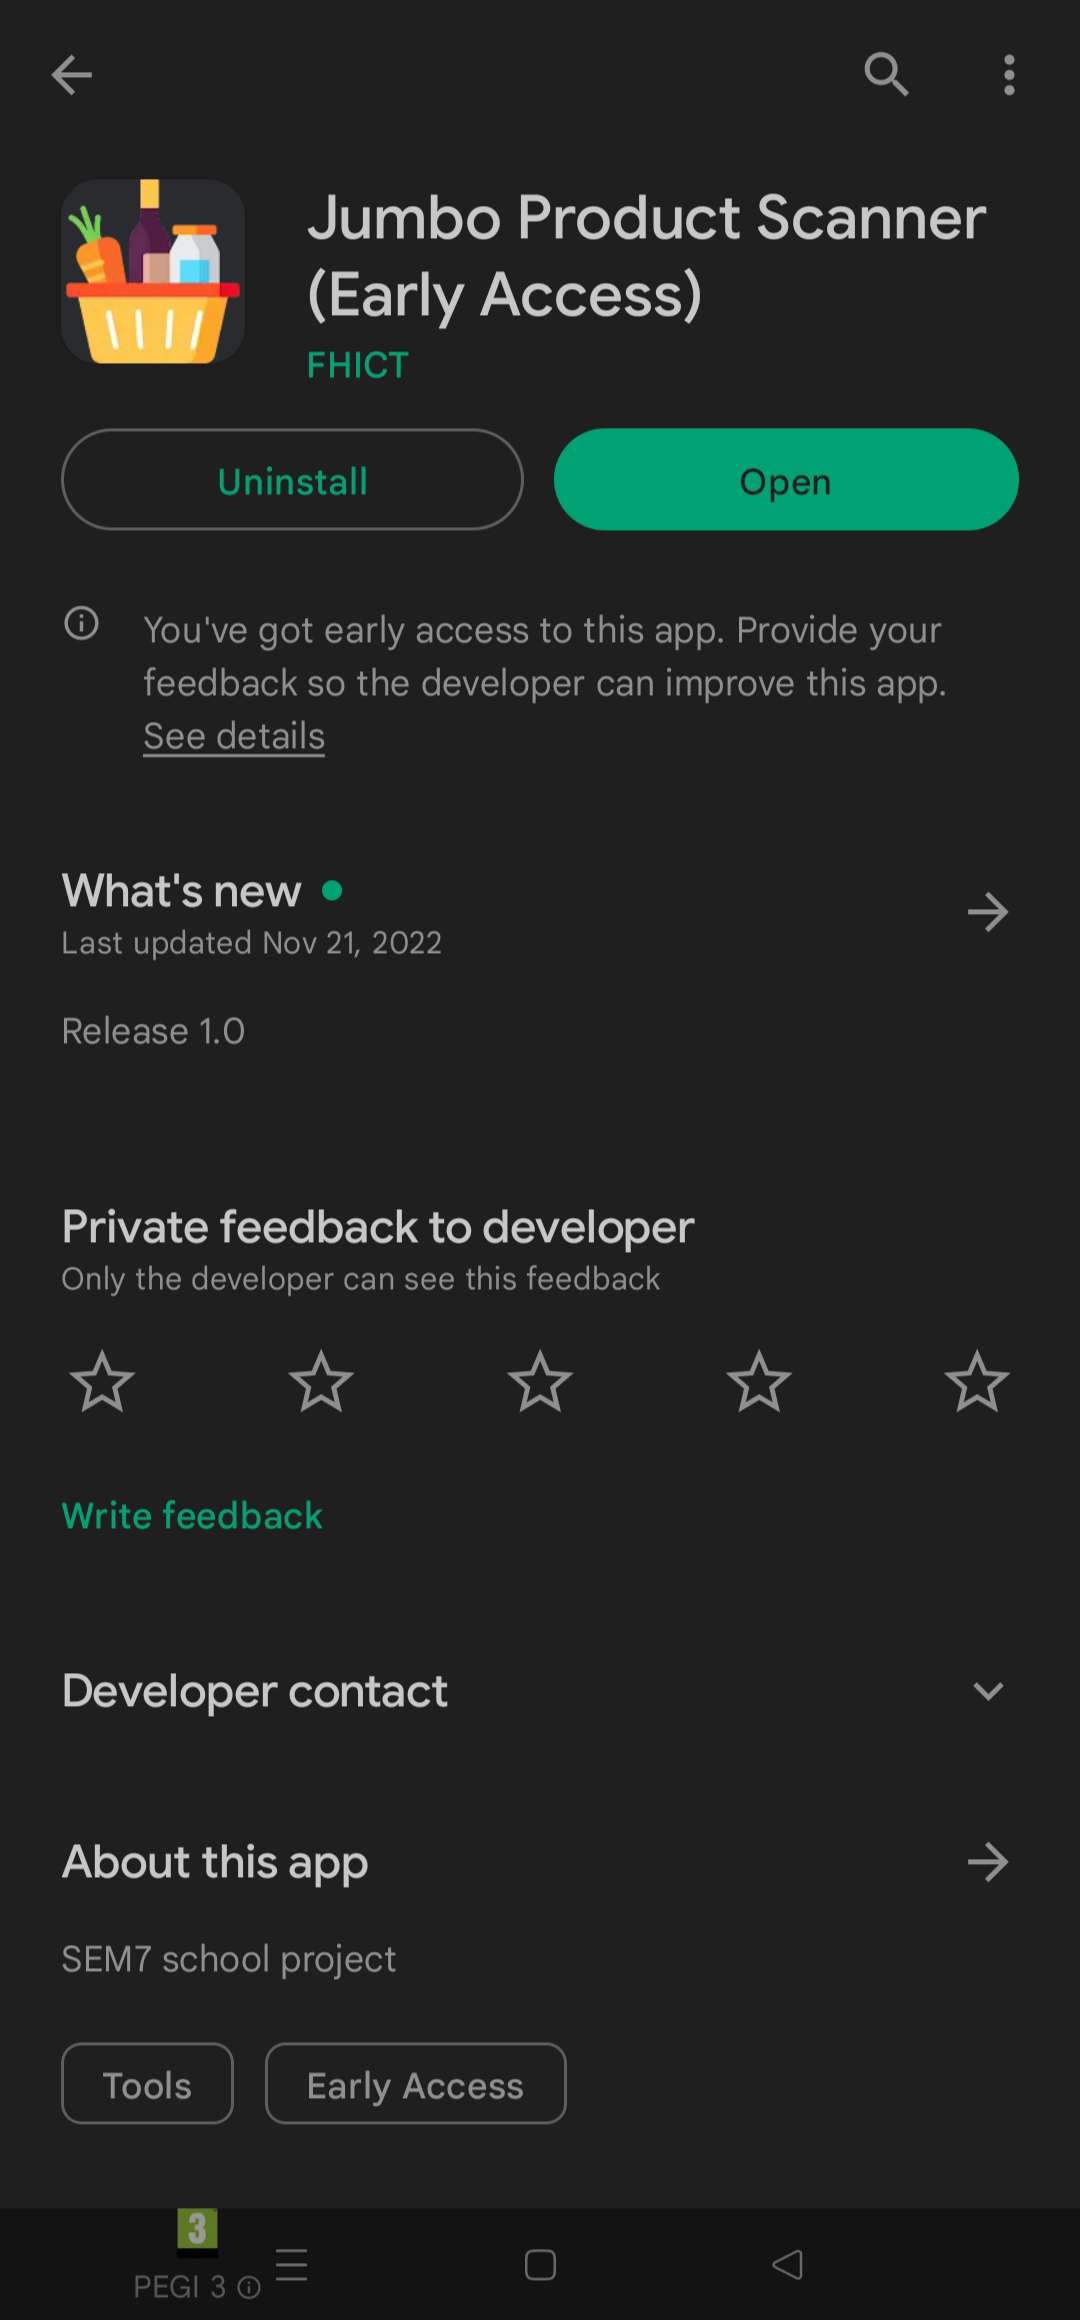 Jumbo Product Scanner
(Early Access)
FHICT
Uninstall
Open
You've got early access to this app. Provide your
feedback so the developer can improve this app.
See details
What's new
Last updated Nov 21, 2022
Release 1.0
Private feedback to developer
Only the developer can see this feedback
Write feedback
Developer contact
About this app
SEM7 school project
Tools
Early Access
3
PEGI 3